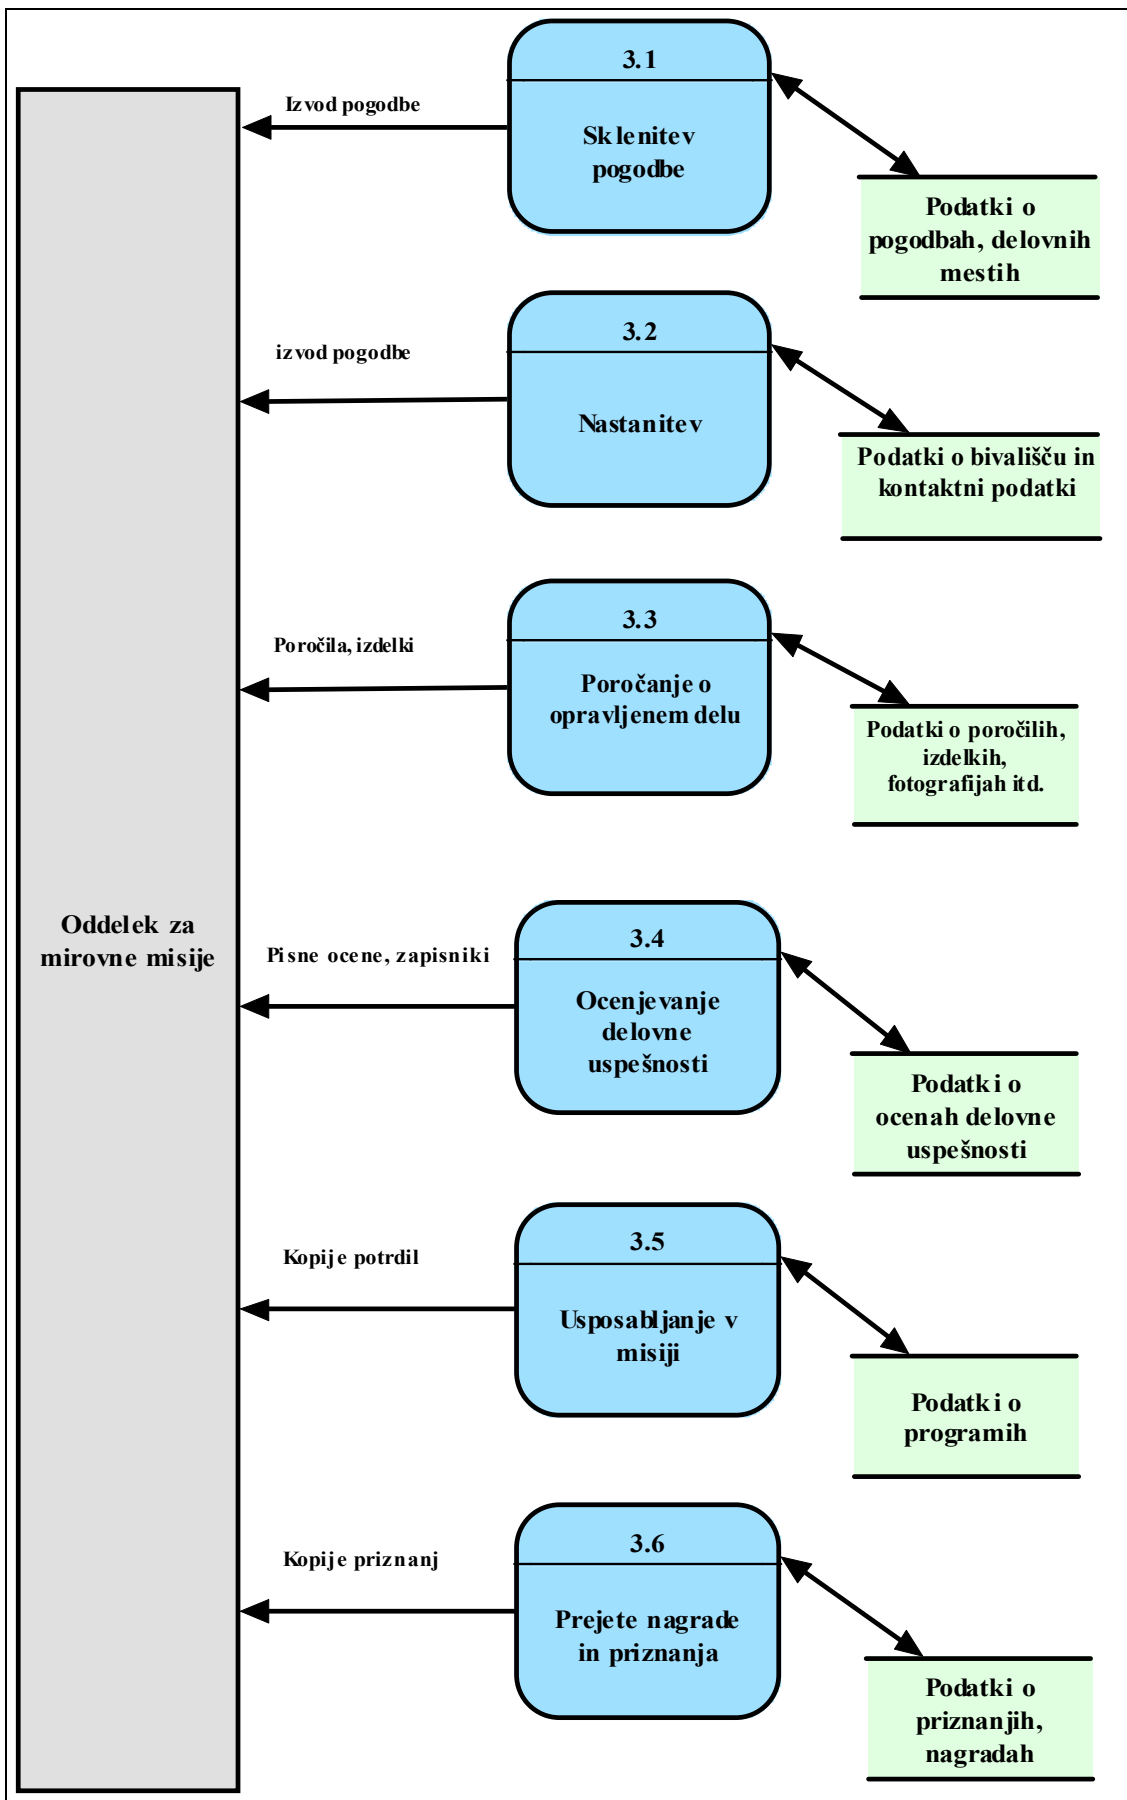 Oddelek za
mirovne misije
Izvod pogodbe
3.1
Sklenitev
pogodbe
Podatki o
pogodbah, delovnih
mestih
izvod pogodbe
3.2
Nastanitev
Podatki o bivališču in
kontaktni podatki
Poročila, izdelki
3.3
Poročanje o
opravljenem delu
Podatki o poročilih,
izdelkih,
fotografijah itd.
Pisne ocene, zapisniki
3.4
Ocenjevanje
delovne
uspešnosti
Podatki o
ocenah delovne
uspešnosti
Kopije potrdil
3.5
Usposabljanje v
misiji
Podatki o
programih
Kopije priznanj
3.6
Prejete nagrade
in priznanja
Podatki o
priznanjih,
nagradah